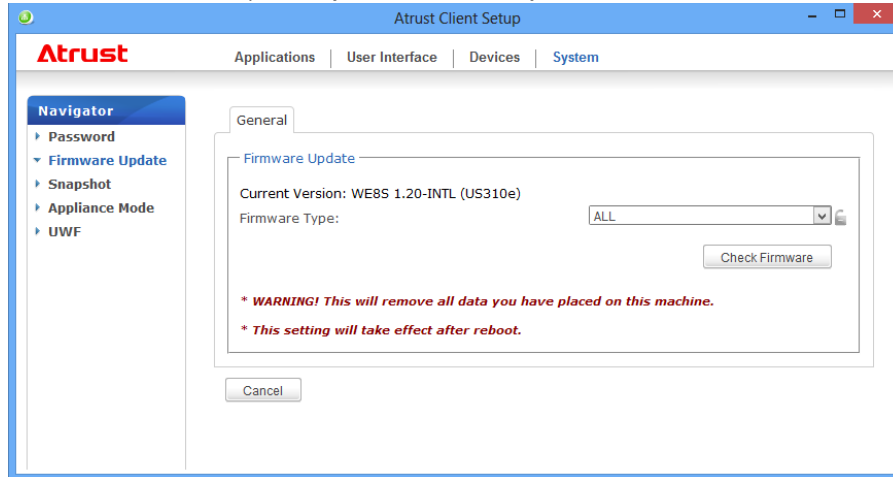 Atrust Client Setup
Atrust
Applications | User Interface | Devices | System
Navigator
Password
Firmware Update
Snapshot
Appliance Mode
UWF
General
Firmware Update
Current Version: WE8S 1.20-INTL (US310e)
Firmware Type: ALL
Check Firmware
* WARNING! This will remove all data you have placed on this machine.
* This setting will take effect after reboot.
Cancel